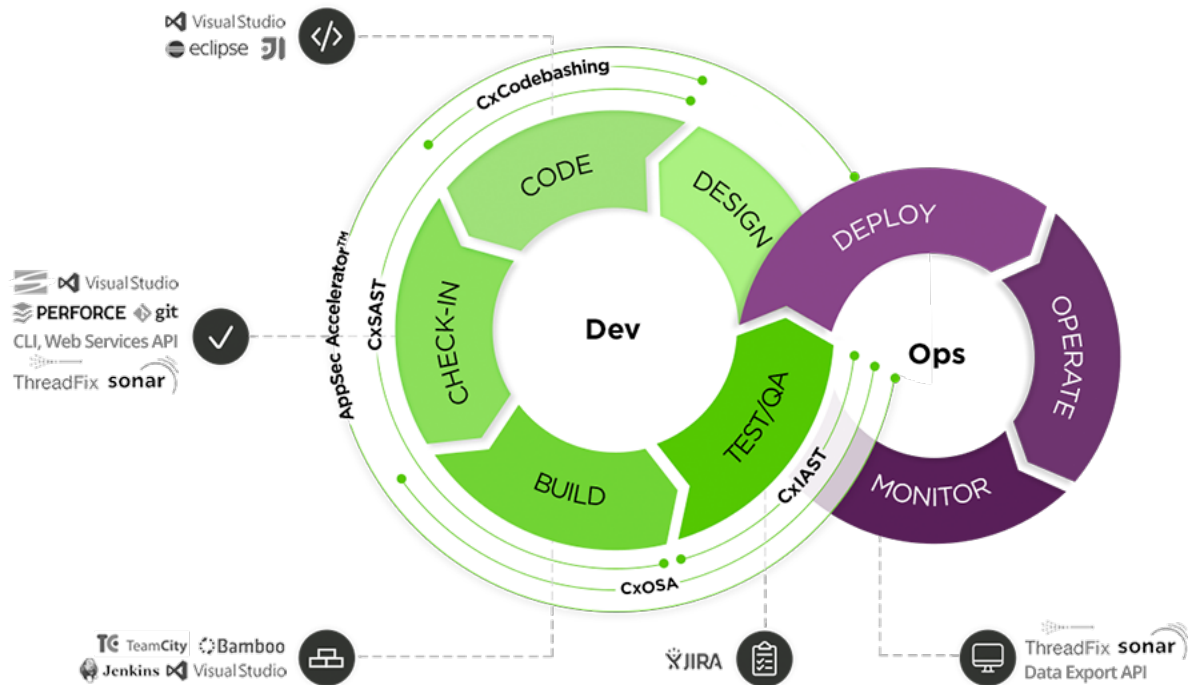 Visual Studio
eclipse
CxCodebashing
CODE
DESIGN
DEPLOY
AppSec Accelerator™
CxSAST
Visual Studio
PERFORCE git
CLI, Web Services API
ThreadFix sonar
CHECK-IN
Dev
Ops
OPERATE
TEST/QA
BUILD
CxIAST
MONITOR
CxOSA
TC TeamCity Bamboo
Jenkins Visual Studio
JIRA
ThreadFix sonar
Data Export API